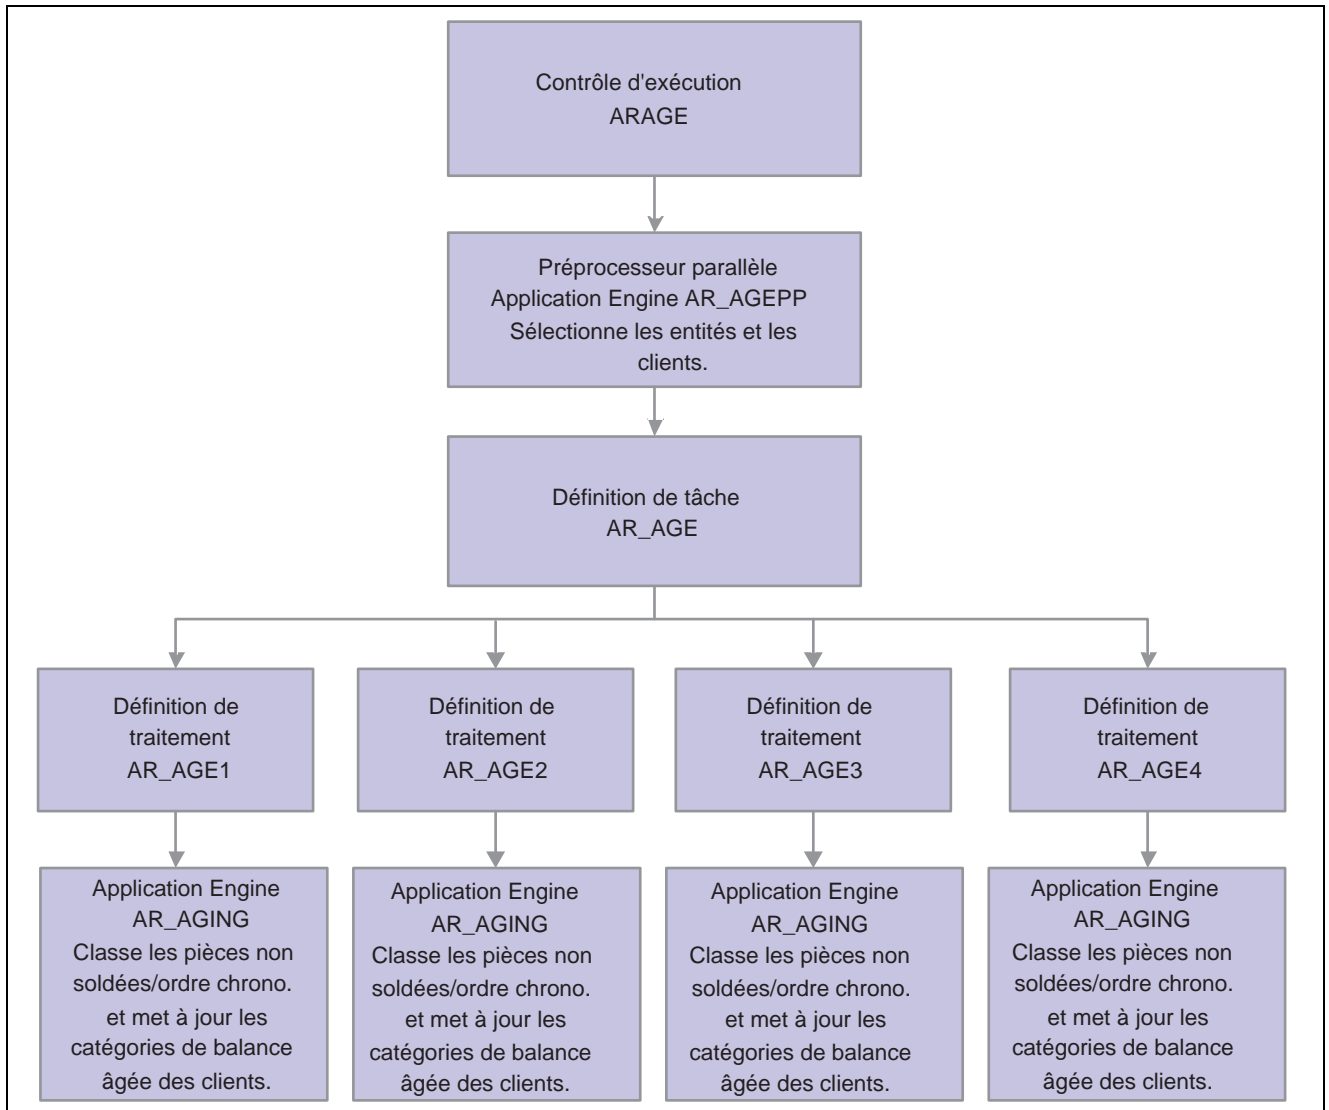 Contrôle d'exécution
ARAGE
Préprocesseur parallèle
Application Engine AR_AGEPP
Sélectionne les entités et les
clients.
Définition de tâche
AR_AGE
Définition de
traitement
AR_AGE1
Définition de
traitement
AR_AGE2
Définition de
traitement
AR_AGE3
Définition de
traitement
AR_AGE4
Application Engine
AR_AGING
Classe les pièces non
soldées/ordre chrono.
et met à jour les
catégories de balance
âgée des clients.
Application Engine
AR_AGING
Classe les pièces non
soldées/ordre chrono.
et met à jour les
catégories de balance
âgée des clients.
Application Engine
AR_AGING
Classe les pièces non
soldées/ordre chrono.
et met à jour les
catégories de balance
âgée des clients.
Application Engine
AR_AGING
Classe les pièces non
soldées/ordre chrono.
et met à jour les
catégories de balance
âgée des clients.